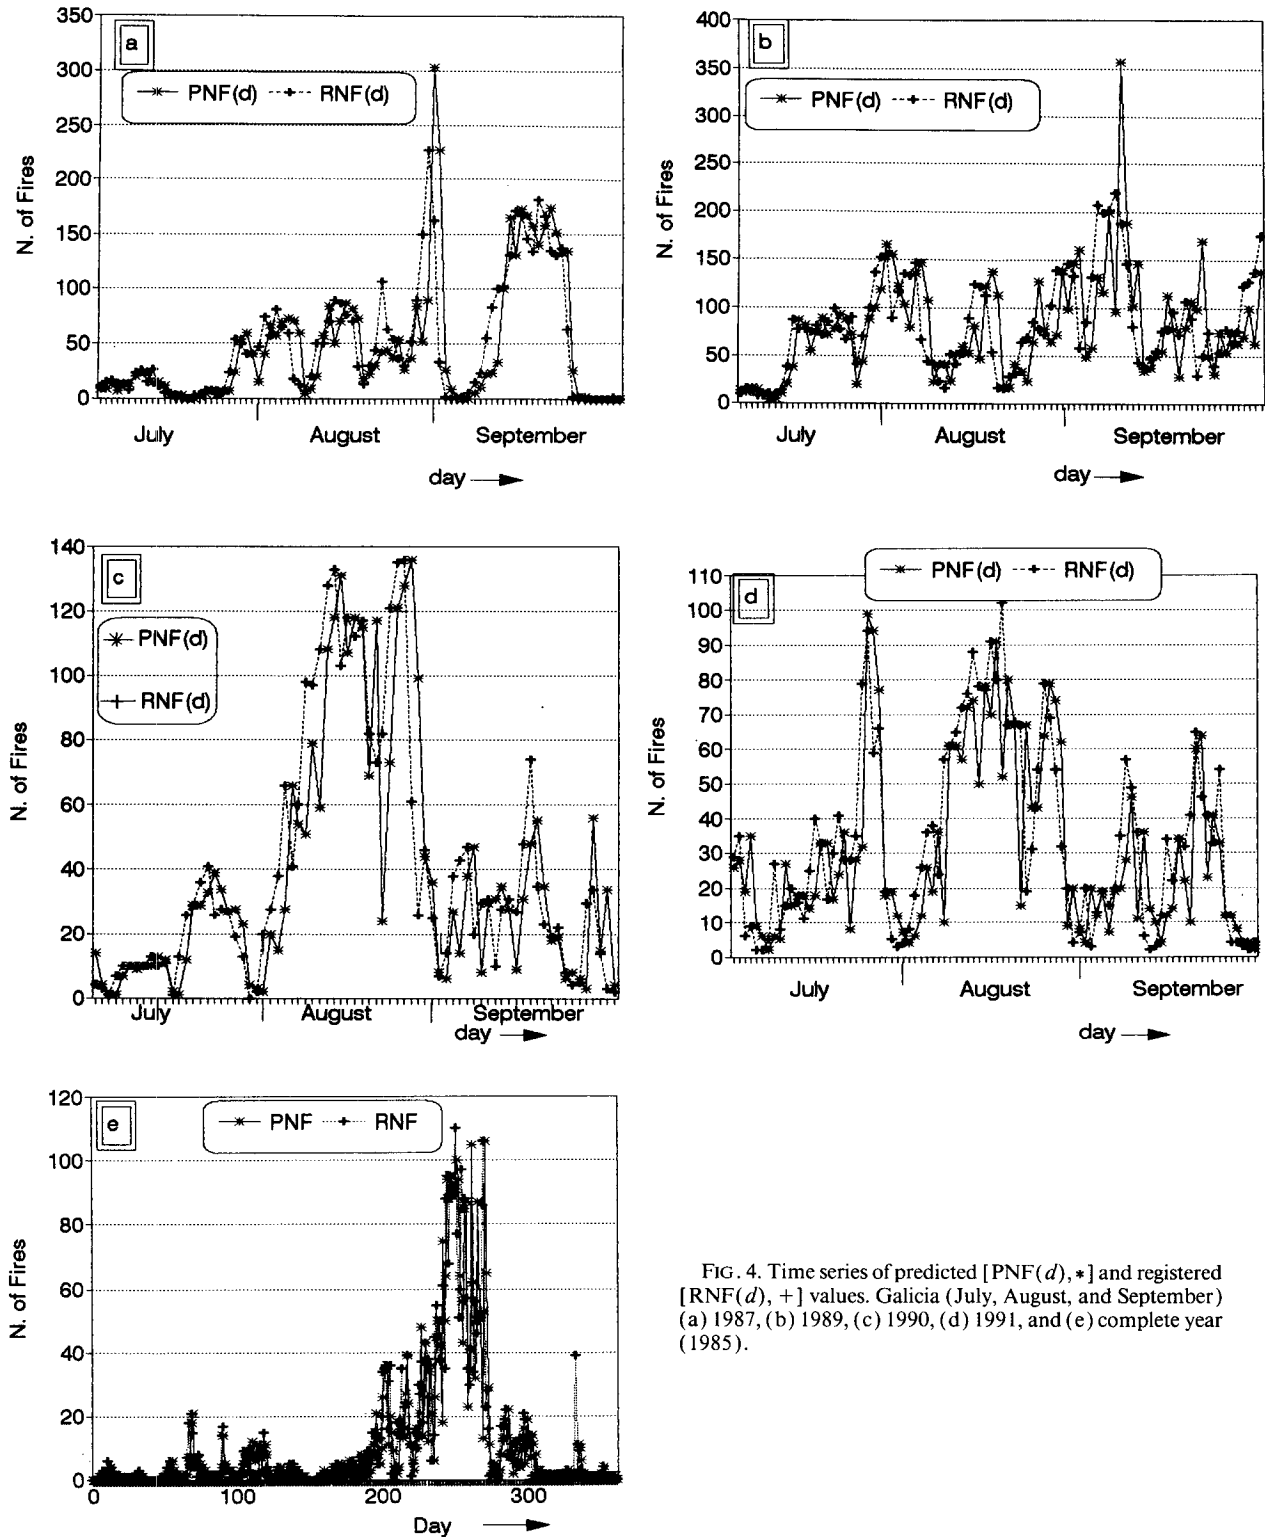 a
PNF(d) RNF(d)
N. of Fires
350
300
250
200
150
100
50
0
July August September
day
b
PNF(d) RNF(d)
N. of Fires
400
350
300
250
200
150
100
50
0
July August September
day
c
PNF(d)
RNF(d)
N. of Fires
140
120
100
80
60
40
20
0
July August September
day
d
PNF(d) RNF(d)
N. of Fires
110
100
90
80
70
60
50
40
30
20
10
0
July August September
day
e
PNF RNF
N. of Fires
120
100
80
60
40
20
0
0 100 200 300
Day
FIG. 4. Time series of predicted [PNF(d), *] and registered
[RNF(d), +] values. Galicia (July, August, and September)
(a) 1987, (b) 1989, (c) 1990, (d) 1991, and (e) complete year
(1985).